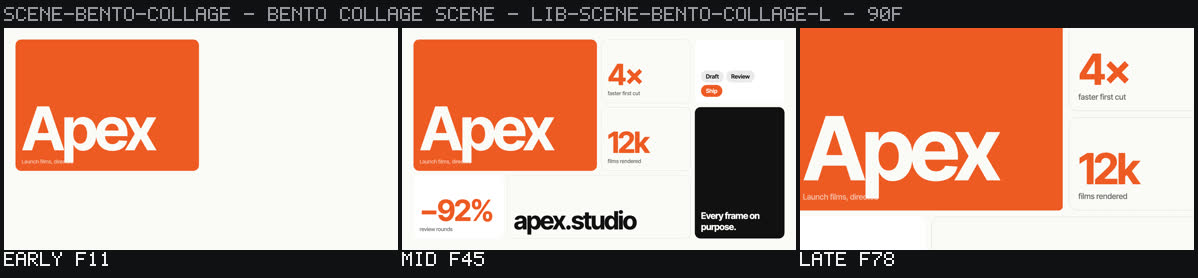 SCENE-BENTO-COLLAGE — BENTO COLLAGE SCENE — LIB-SCENE-BENTO-COLLAGE-L — 90F
Apex
Launch films, direc
EARLY F11
Apex
Launch films, direc
4×
faster first cut
Draft Review
Ship
12k
films rendered
−92%
review rounds
apex.studio
Every frame on
purpose.
MID F45
Apex
Launch films, direc
4×
faster first cut
12k
films rendered
LATE F78